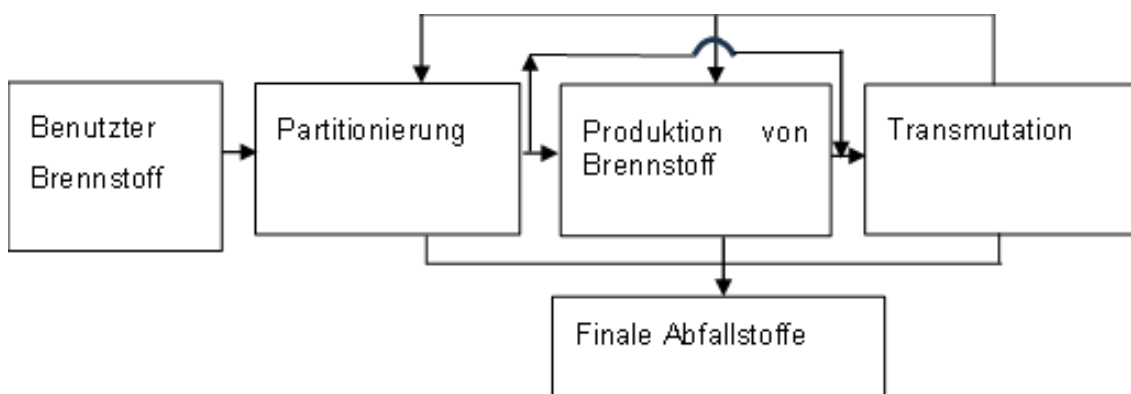 Benutzter
Brennstoff
Partitionierung
Produktion von
Brennstoff
Transmutation
Finale Abfallstoffe